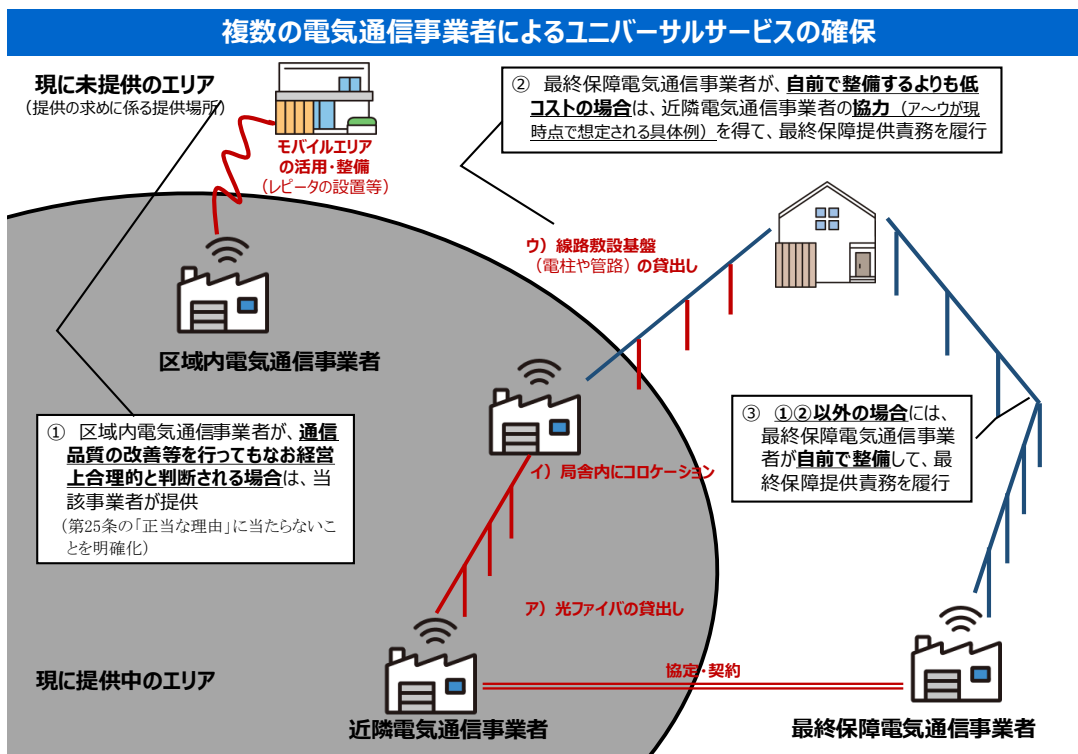 複数の電気通信事業者によるユニバーサルサービスの確保
現に未提供のエリア
（提供の求めに係る提供場所）
モバイルエリア
の活用・整備
（レピータの設置等）
② 最終保障電気通信事業者が、自前で整備するよりも低
コストの場合は、近隣電気通信事業者の協力（ア～ウが現
時点で想定される具体例）を得て、最終保障提供責務を履行
ウ）線路敷設基盤
（電柱や管路）の貸出し
区域内電気通信事業者
① 区域内電気通信事業者が、通信
品質の改善等を行ってもなお経営
上合理的と判断される場合は、当
該事業者が提供
（第25条の「正当な理由」に当たらないこ
とを明確化）
③ ①②以外の場合には、
最終保障電気通信事業
者が自前で整備して、最
終保障提供責務を履行
イ）局舎内にコロケーション
ア）光ファイバの貸出し
現に提供中のエリア
協定・契約
近隣電気通信事業者
最終保障電気通信事業者